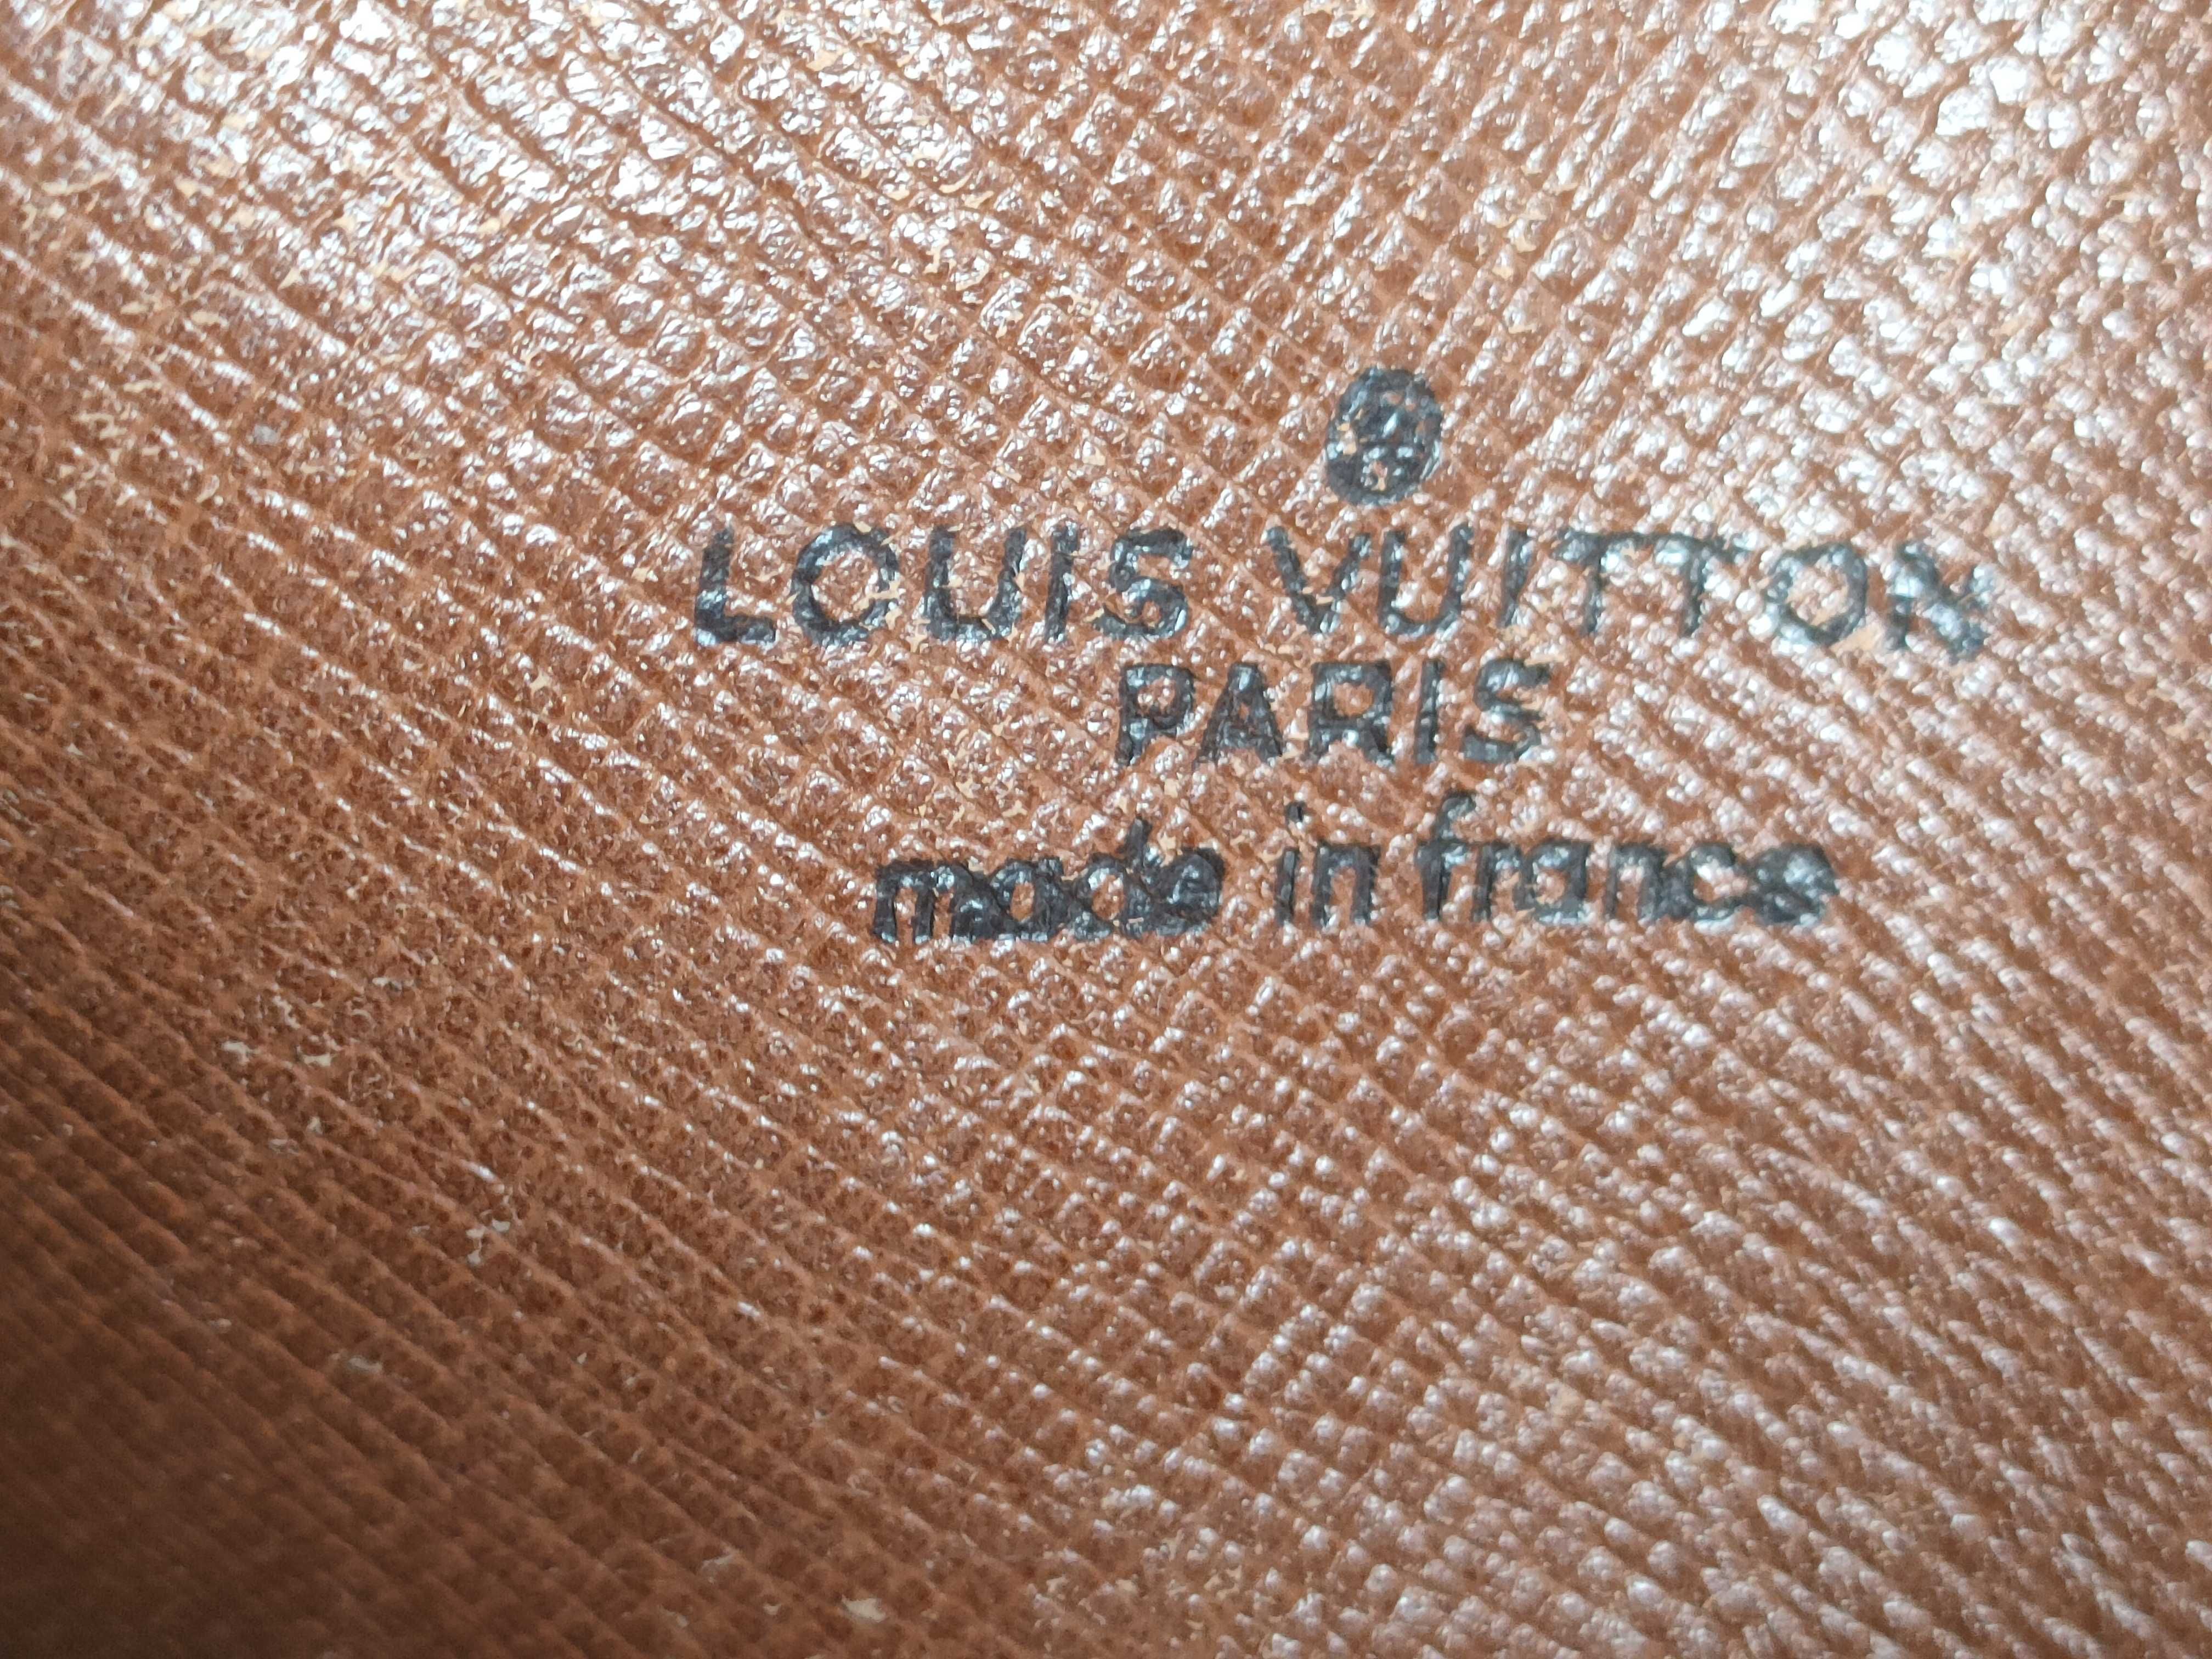 ®
LOUIS VUITTON
PARIS
made in france